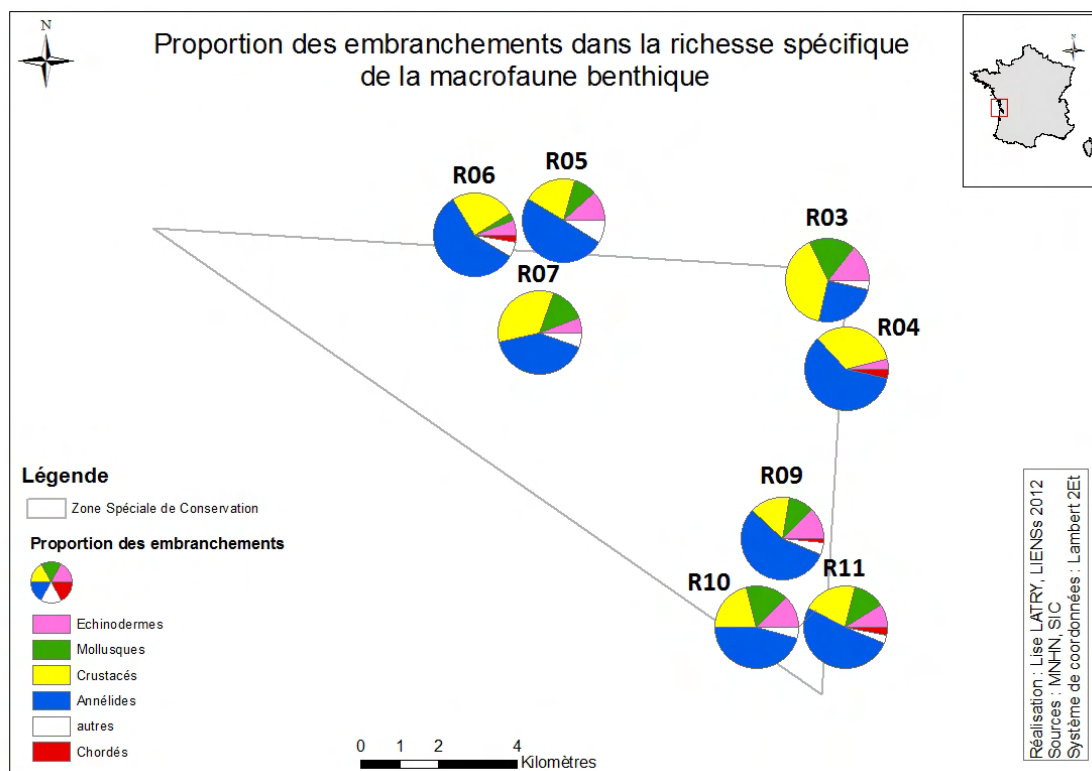 N
Proportion des embranchements dans la richesse spécifique
de la macrofaune benthique
N
R06
R05
R03
R07
R04
R09
R10
R11
Légende
Zone Spéciale de Conservation
Proportion des embranchements
Echinodermes
Mollusques
Crustacés
Annélides
autres
Chordés
0 1 2 4
Kilomètres
Réalisation : Lise LATRY, LIENSs 2012
Sources : MNHN, SIC
Système de coordonnées : Lambert 2Et